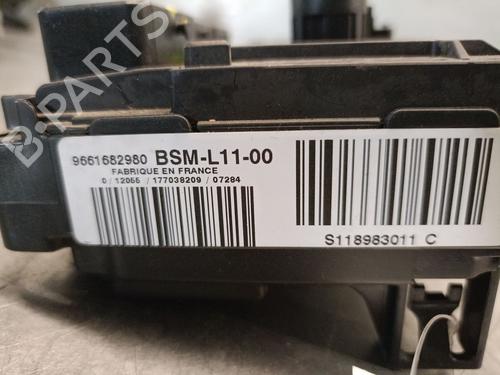 B-PARTS
9661682980 BSM-L11-00
FABRIQUE EN FRANCE
0 / 12055 / 177038209 / 07284
S118983011 C